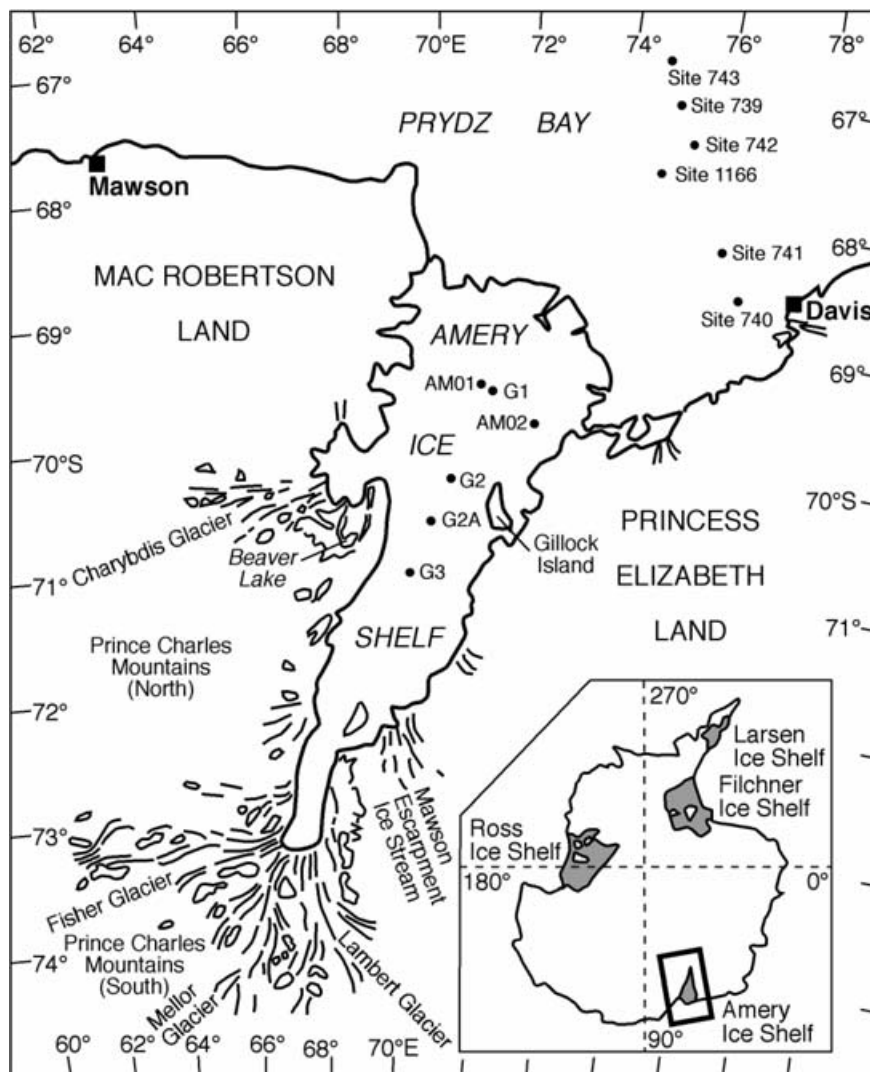 62°
64°
66°
68°
70°E
72°
74°
76°
78°
67°
Site 743
Site 739
67°
PRYDZ BAY
Site 742
Mawson
Site 1166
68°
MAC ROBERTSON
LAND
Site 741
68°
Site 740
Davis
69°
AMERY
AM01
G1
69°
AM02
ICE
70°S
G2
70°S
G2A
Charybdis Glacier
Beaver
Lake
Gillock
Island
PRINCESS
ELIZABETH
LAND
71°
G3
71°
SHELF
Prince Charles
Mountains
(North)
72°
Mawson
Escarpment
Ice Stream
73°
Fisher Glacier
Prince Charles
Mountains
(South)
74°
Mellor
Glacier
Lambert Glacier
270°
Larsen
Ice Shelf
Filchner
Ice Shelf
Ross
Ice Shelf
180°
0°
Amery
Ice Shelf
90°
60°
62°
64°
66°
68°
70°E